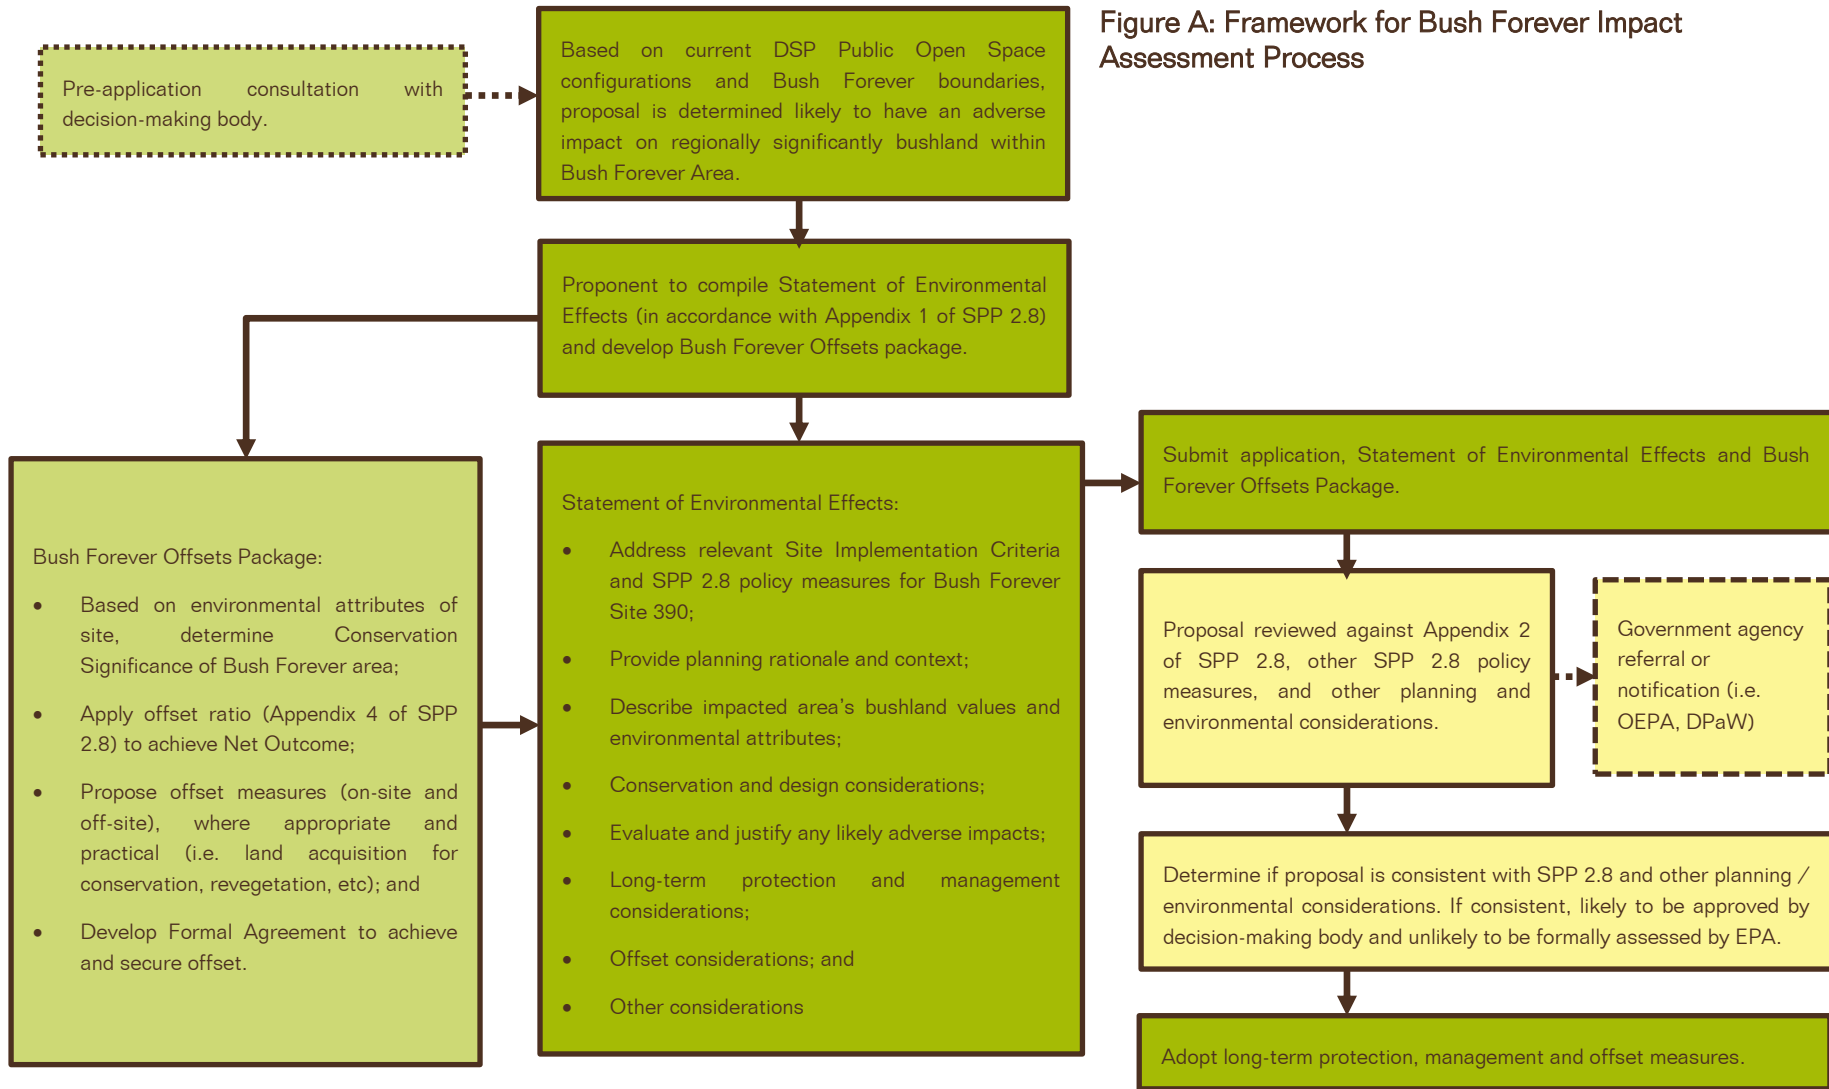 Figure A: Framework for Bush Forever Impact
Assessment Process
Pre-application consultation with
decision-making body.
Based on current DSP Public Open Space
configurations and Bush Forever boundaries,
proposal is determined likely to have an adverse
impact on regionally significantly bushland within
Bush Forever Area.
Proponent to compile Statement of Environmental
Effects (in accordance with Appendix 1 of SPP 2.8)
and develop Bush Forever Offsets package.
Bush Forever Offsets Package:
• Based on environmental attributes of
site, determine Conservation
Significance of Bush Forever area;
• Apply offset ratio (Appendix 4 of SPP
2.8) to achieve Net Outcome;
• Propose offset measures (on-site and
off-site), where appropriate and
practical (i.e. land acquisition for
conservation, revegetation, etc); and
• Develop Formal Agreement to achieve
and secure offset.
Statement of Environmental Effects:
• Address relevant Site Implementation Criteria
and SPP 2.8 policy measures for Bush Forever
Site 390;
• Provide planning rationale and context;
• Describe impacted area's bushland values and
environmental attributes;
• Conservation and design considerations;
• Evaluate and justify any likely adverse impacts;
• Long-term protection and management
considerations;
• Offset considerations; and
• Other considerations
Submit application, Statement of Environmental Effects and Bush
Forever Offsets Package.
Proposal reviewed against Appendix 2
of SPP 2.8, other SPP 2.8 policy
measures, and other planning and
environmental considerations.
Government agency
referral or
notification (i.e.
OEPA, DPaW)
Determine if proposal is consistent with SPP 2.8 and other planning /
environmental considerations. If consistent, likely to be approved by
decision-making body and unlikely to be formally assessed by EPA.
Adopt long-term protection, management and offset measures.